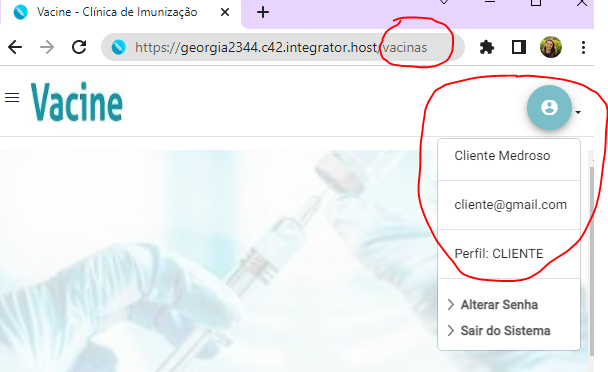 Vacine - Clínica de Imunização
https://georgia2344.c42.integrator.host/vacinas
Vacine
Cliente Medroso
cliente@gmail.com
Perfil: CLIENTE
Alterar Senha
Sair do Sistema